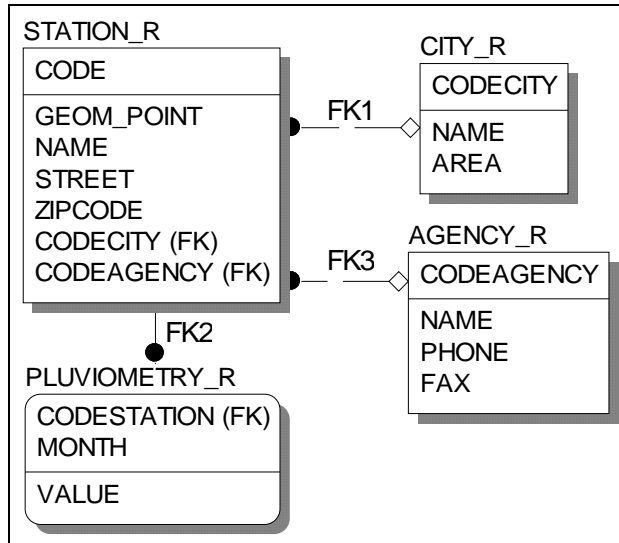 STATION_R
CODE
GEOM_POINT
NAME
STREET
ZIPCODE
CODECITY (FK)
CODEAGENCY (FK)
FK1
CITY_R
CODECITY
NAME
AREA
FK3
AGENCY_R
CODEAGENCY
NAME
PHONE
FAX
FK2
PLUVIOMETRY_R
CODESTATION (FK)
MONTH
VALUE